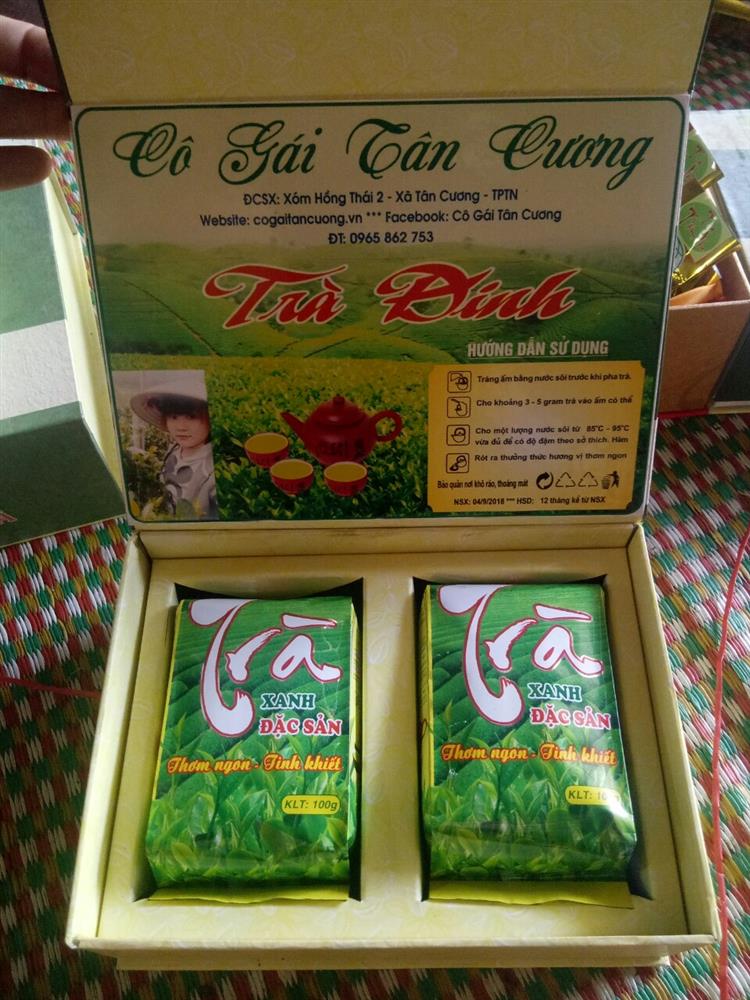 Cô Gái Tân Cương
ĐCSX: Xóm Hồng Thái 2 - Xã Tân Cương - TPTN
Website: cogaitancuong.vn *** Facebook: Cô Gái Tân Cương
ĐT: 0965 862 753
Trà Đinh
HƯỚNG DẪN SỬ DỤNG
Tráng ấm bằng nước sôi trước khi pha trà.
Cho khoảng 3 - 5 gram trà vào ấm có thể
Cho một lượng nước sôi từ 85°C - 95°C
vừa đủ để có độ đậm theo sở thích. Hãm
Rót ra thưởng thức hương vị thơm ngon
Bảo quản nơi khô ráo, thoáng mát
NSX: 04/9/2018 *** HSD: 12 tháng kể từ NSX
Trà
XANH
ĐẶC SẢN
Thơm ngon - Tinh khiết
KLT: 100g
Trà
XANH
ĐẶC SẢN
Thơm ngon - Tinh khiết
KLT: 100g